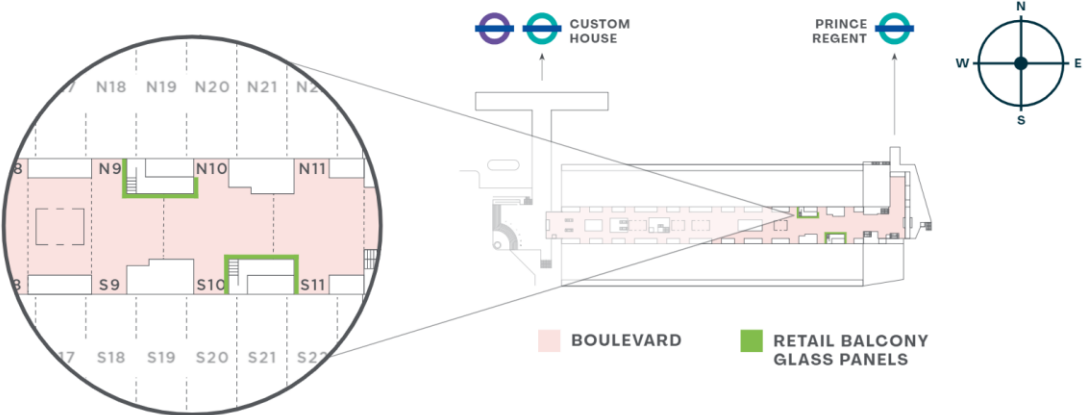 CUSTOM
HOUSE
PRINCE
REGENT
N
W E
S
N18 N19 N20 N21
N9 N10 N11
S9 S10 S11
S18 S19 S20 S21
BOULEVARD
RETAIL BALCONY
GLASS PANELS